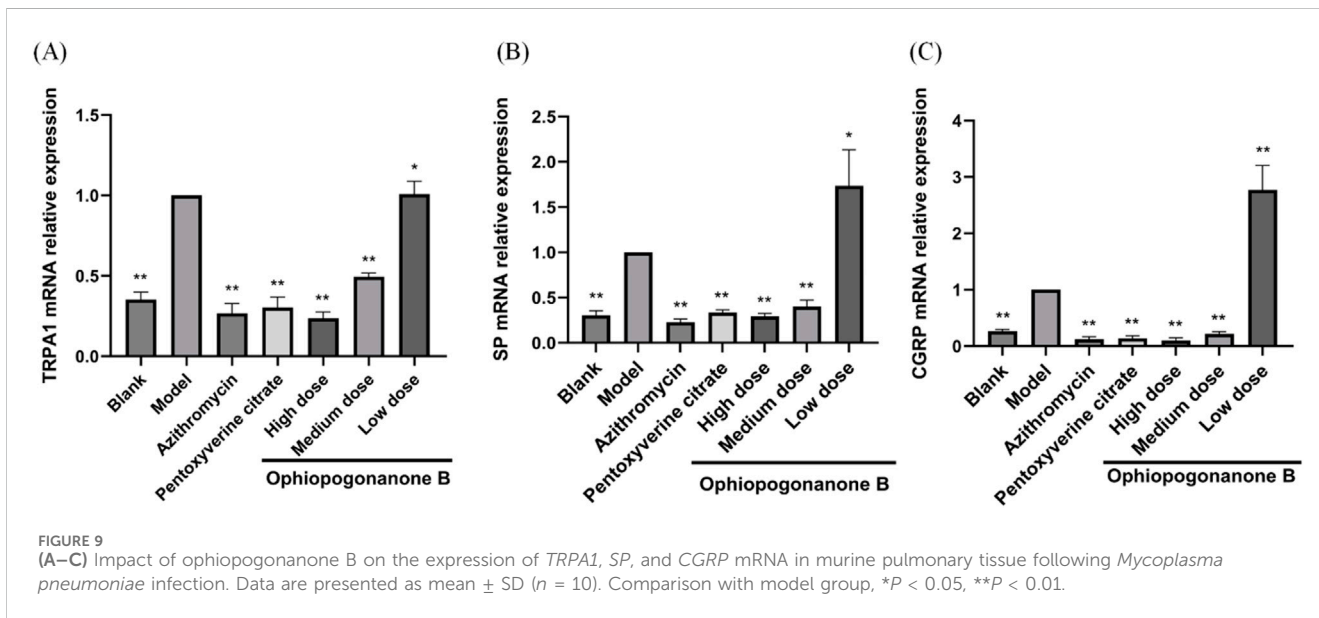 (A)
TRPA1 mRNA relative expression
1.5
1.0
0.5
0.0
**
**
**
**
**
*
Blank
Model
Azithromycin
Pentoxyverine citrate
High dose
Medium dose
Low dose
Ophiopogonanone B
(B)
SP mRNA relative expression
2.5
2.0
1.5
1.0
0.5
0.0
**
**
**
**
**
*
Blank
Model
Azithromycin
Pentoxyverine citrate
High dose
Medium dose
Low dose
Ophiopogonanone B
(C)
CGRP mRNA relative expression
4
3
2
1
0
**
**
**
**
**
**
Blank
Model
Azithromycin
Pentoxyverine citrate
High dose
Medium dose
Low dose
Ophiopogonanone B
FIGURE 9
(A–C) Impact of ophiopogonanone B on the expression of TRPA1, SP, and CGRP mRNA in murine pulmonary tissue following Mycoplasma
pneumoniae infection. Data are presented as mean ± SD (n = 10). Comparison with model group, *P < 0.05, **P < 0.01.